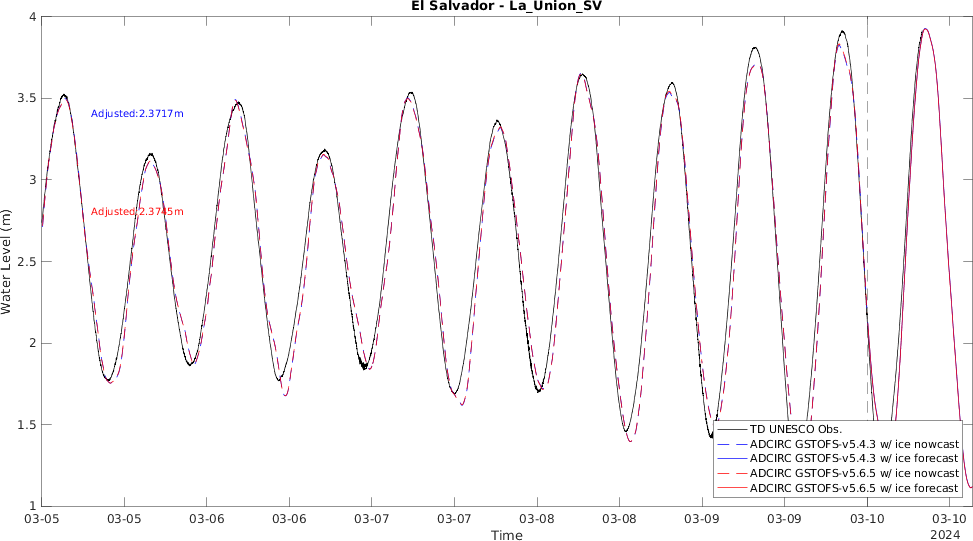 El Salvador - La_Union_SV
4
3.5
3
2.5
2
1.5
1
Water Level (m)
Adjusted:2.3717m
Adjusted:2.3745m
TD UNESCO Obs.
ADCIRC GSTOFS-v5.4.3 w/ ice nowcast
ADCIRC GSTOFS-v5.4.3 w/ ice forecast
ADCIRC GSTOFS-v5.6.5 w/ ice nowcast
ADCIRC GSTOFS-v5.6.5 w/ ice forecast
03-05 03-05 03-06 03-06 03-07 03-07 03-08 03-08 03-09 03-09 03-10 03-10
2024
Time